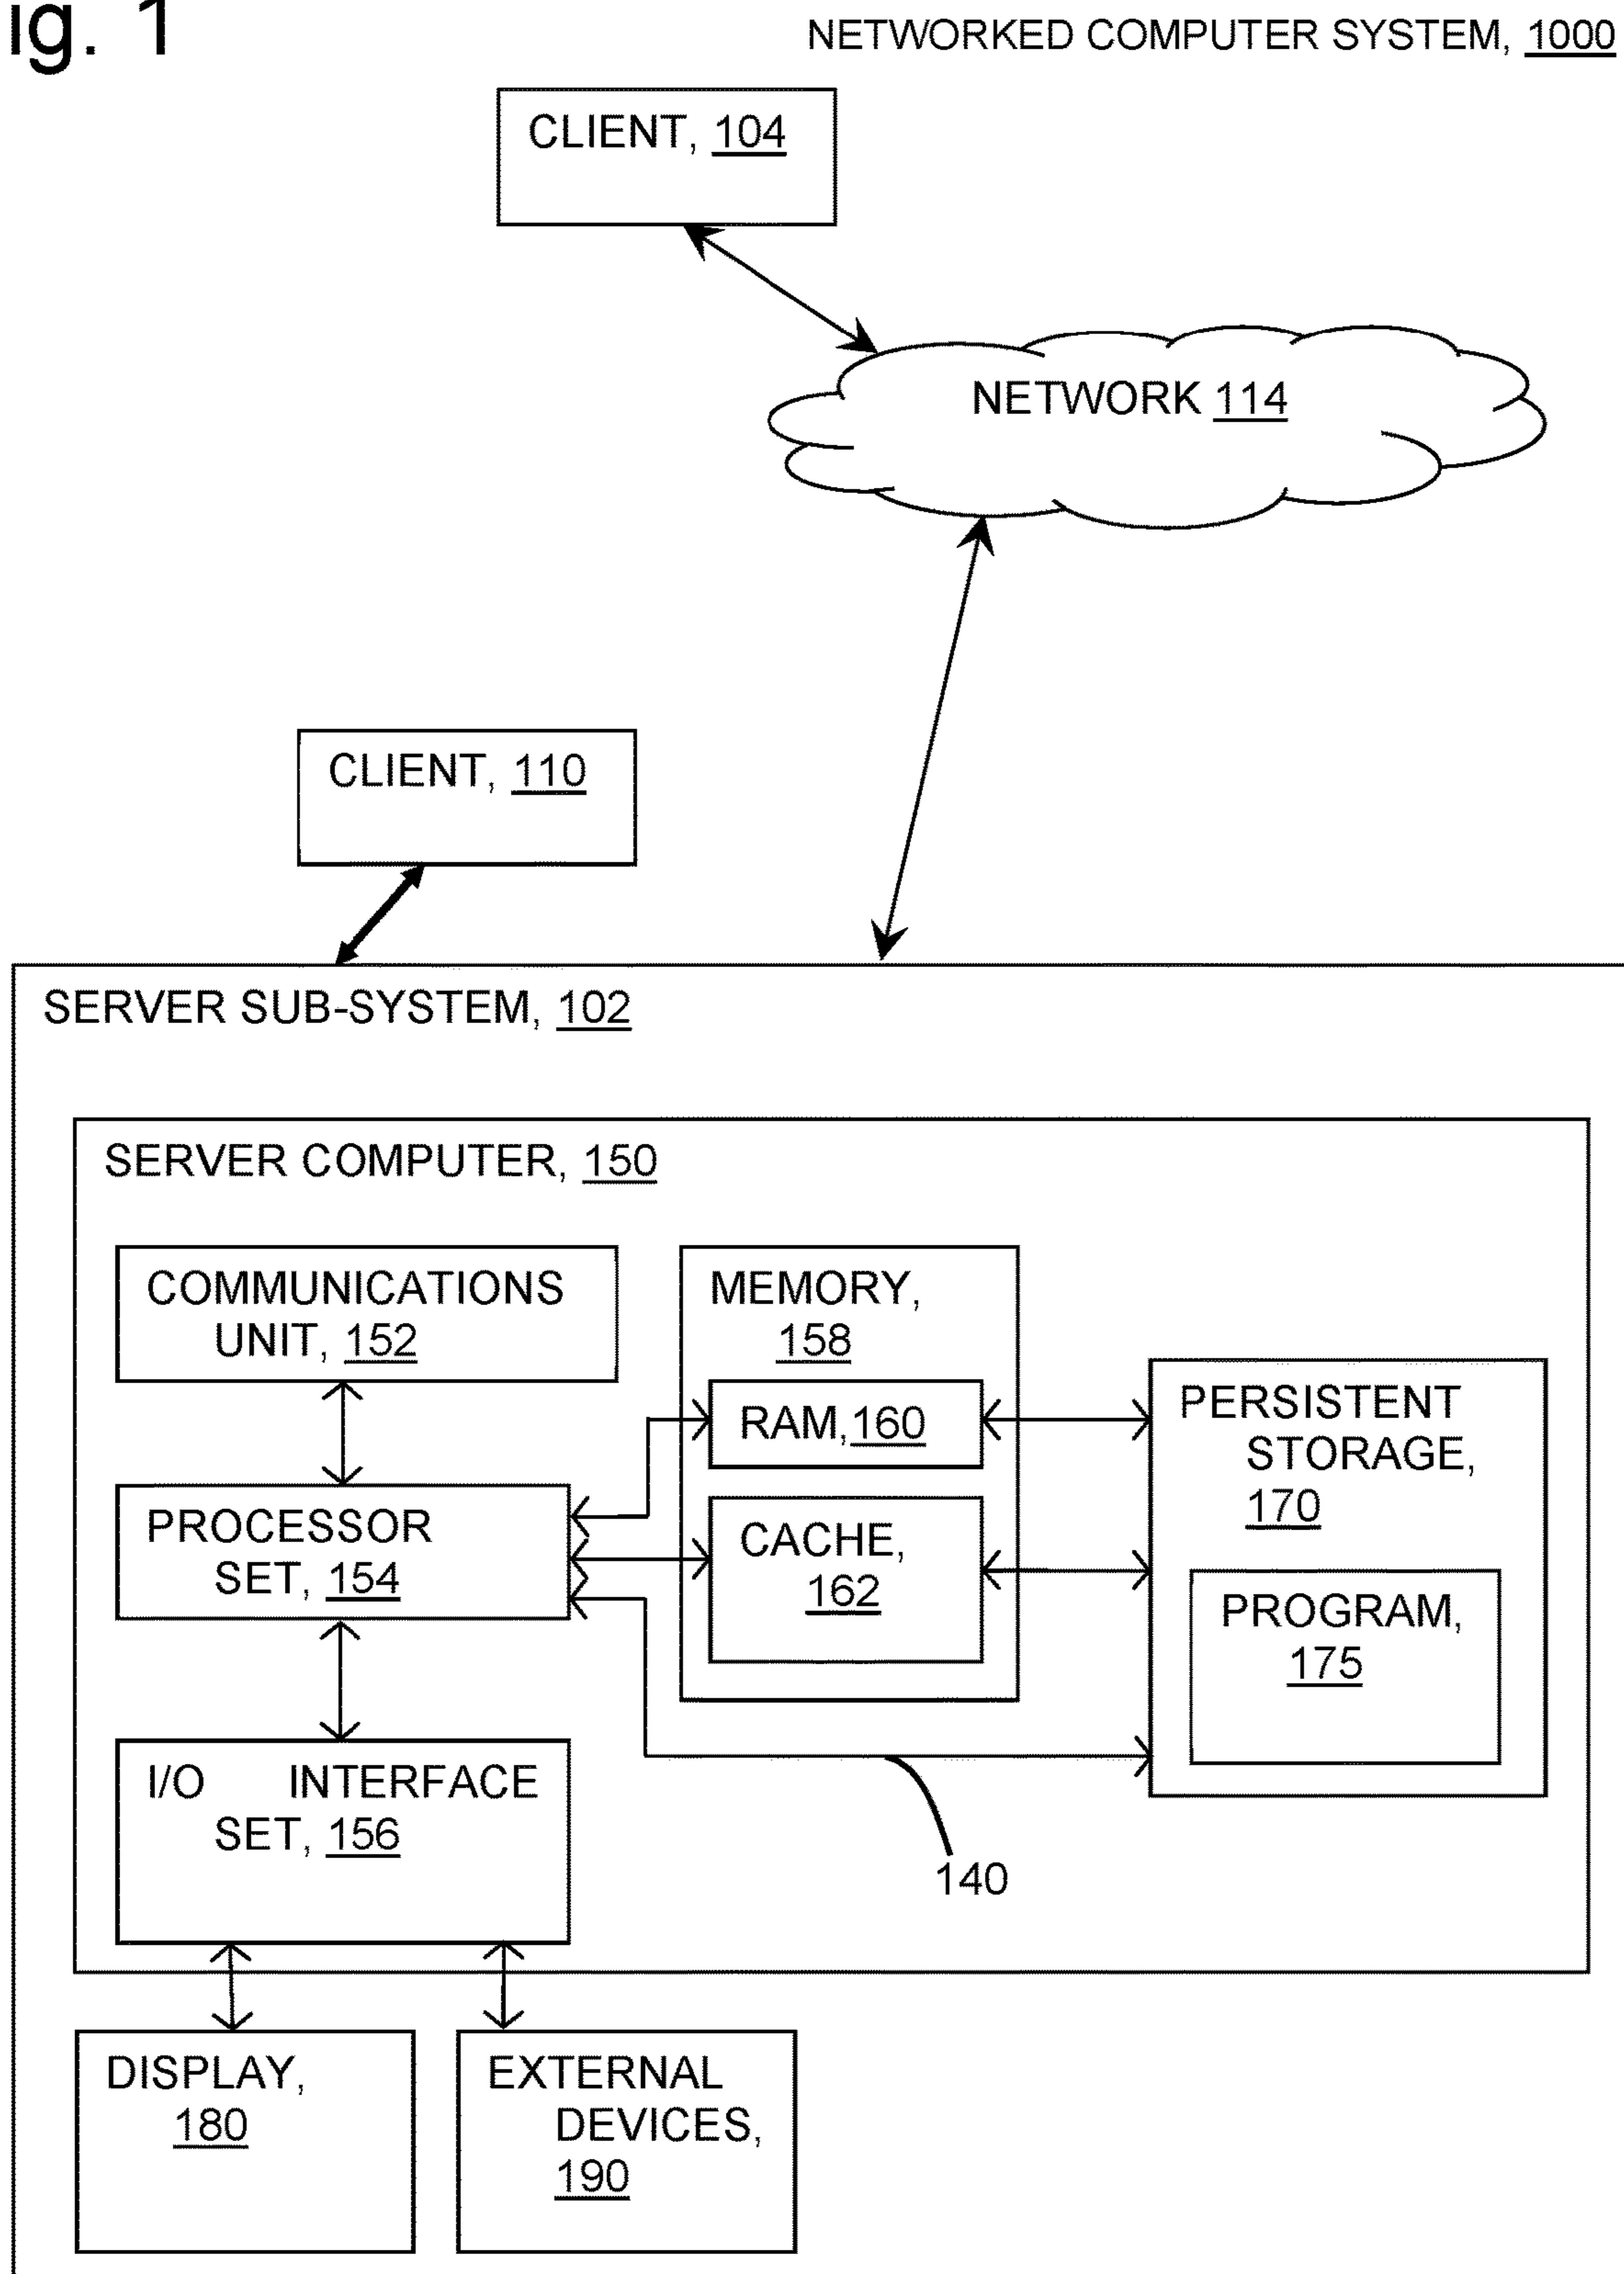 ig. 1
NETWORKED COMPUTER SYSTEM, 1000
CLIENT, 104
NETWORK 114
CLIENT, 110
SERVER SUB-SYSTEM, 102
SERVER COMPUTER, 150
COMMUNICATIONS
UNIT, 152
MEMORY,
158
RAM,160
PERSISTENT
STORAGE,
170
PROCESSOR
SET, 154
CACHE,
162
PROGRAM,
175
I/O INTERFACE
SET, 156
140
DISPLAY,
180
EXTERNAL
DEVICES,
190